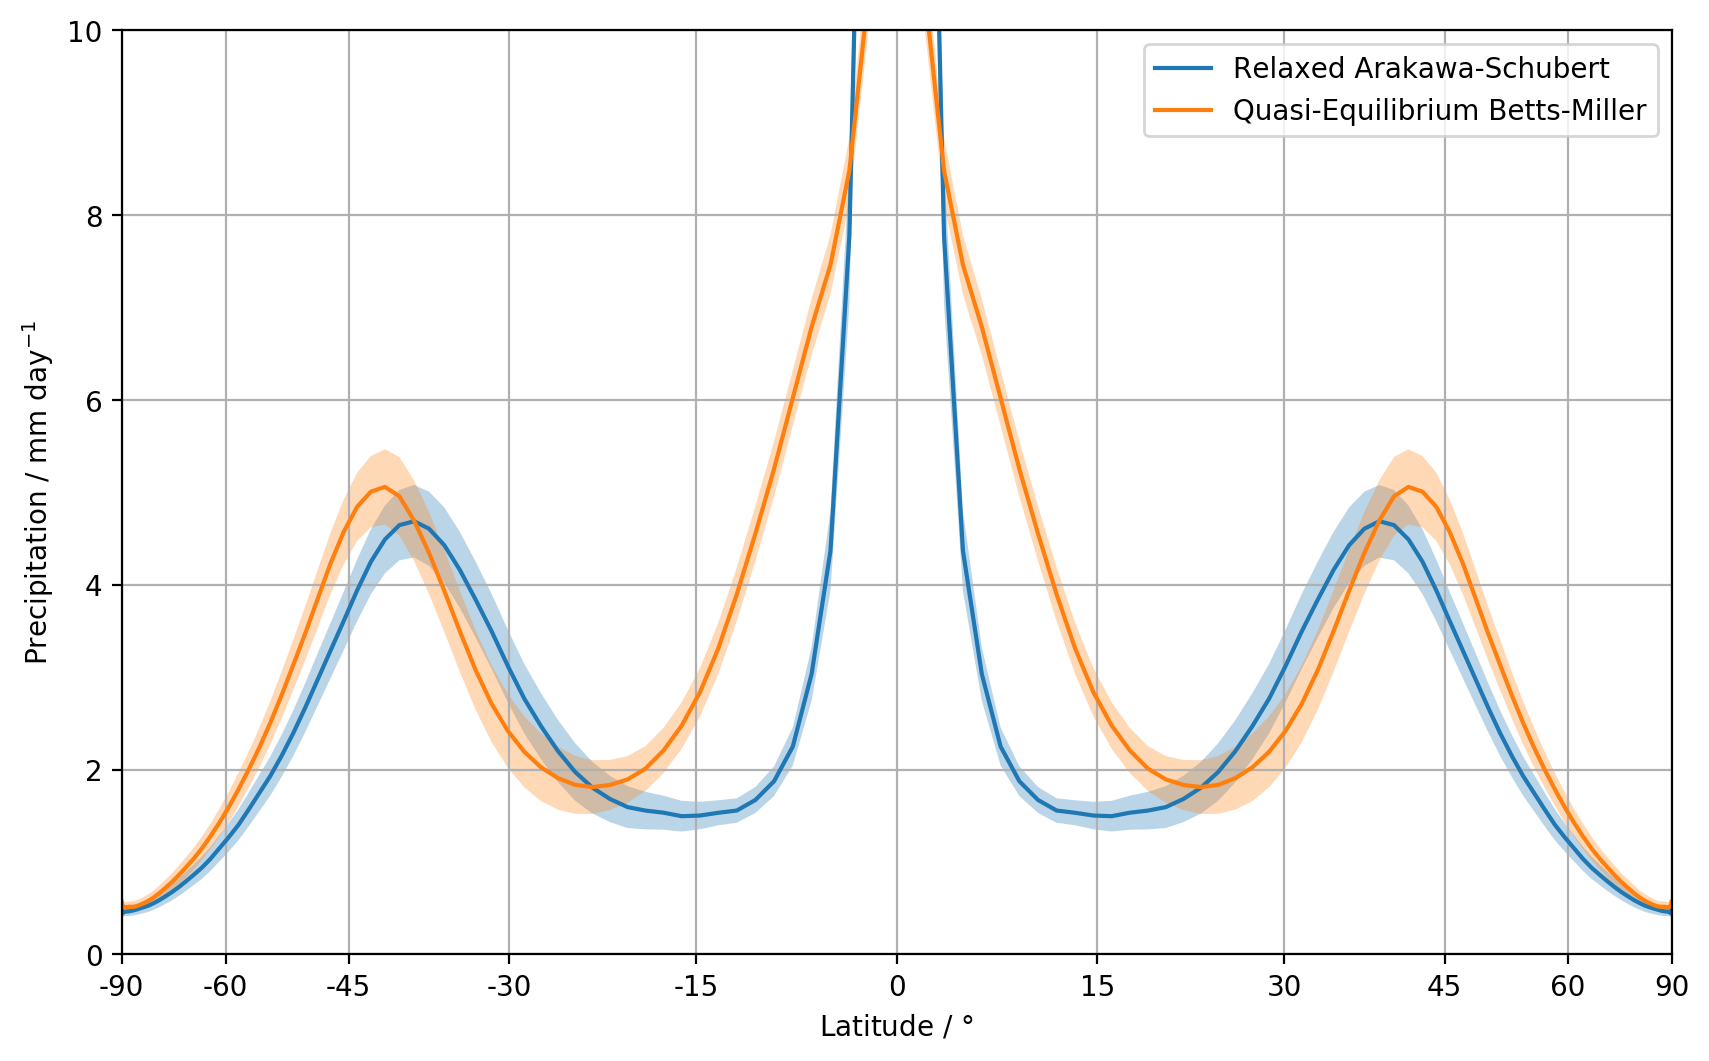 Precipitation / mm day⁻¹
10
8
6
4
2
0
Relaxed Arakawa-Schubert
Quasi-Equilibrium Betts-Miller
-90 -60 -45 -30 -15 0 15 30 45 60 90
Latitude / °